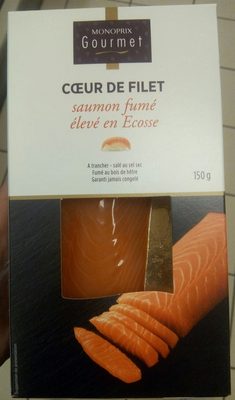 MONOPRIX
Gourmet
CŒUR DE FILET
saumon fumé
élevé en Ecosse
A trancher - salé au sel sec
Fumé au bois de hêtre
Garanti jamais congelé
150 g